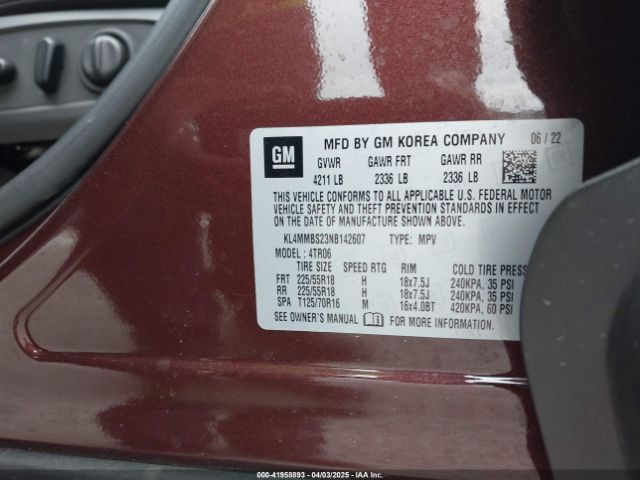 GM
MFD BY GM KOREA COMPANY 06 / 22
GVWR GAWR FRT GAWR RR
4211 LB 2336 LB 2336 LB
THIS VEHICLE CONFORMS TO ALL APPLICABLE U.S. FEDERAL MOTOR
VEHICLE SAFETY AND THEFT PREVENTION STANDARDS IN EFFECT
ON THE DATE OF MANUFACTURE SHOWN ABOVE.
KL4MMBS23NB142607 TYPE: MPV
MODEL: 4TR06
TIRE SIZE SPEED RTG RIM COLD TIRE PRESS
FRT 225/55R18 H 18x7.5J 240KPA, 35 PSI
RR 225/55R18 H 18x7.5J 240KPA, 35 PSI
SPA T125/70R16 M 16x4.0BT 420KPA, 60 PSI
SEE OWNER'S MANUAL FOR MORE INFORMATION.
00-41958893 - 04/03/2025 - IAAI.com